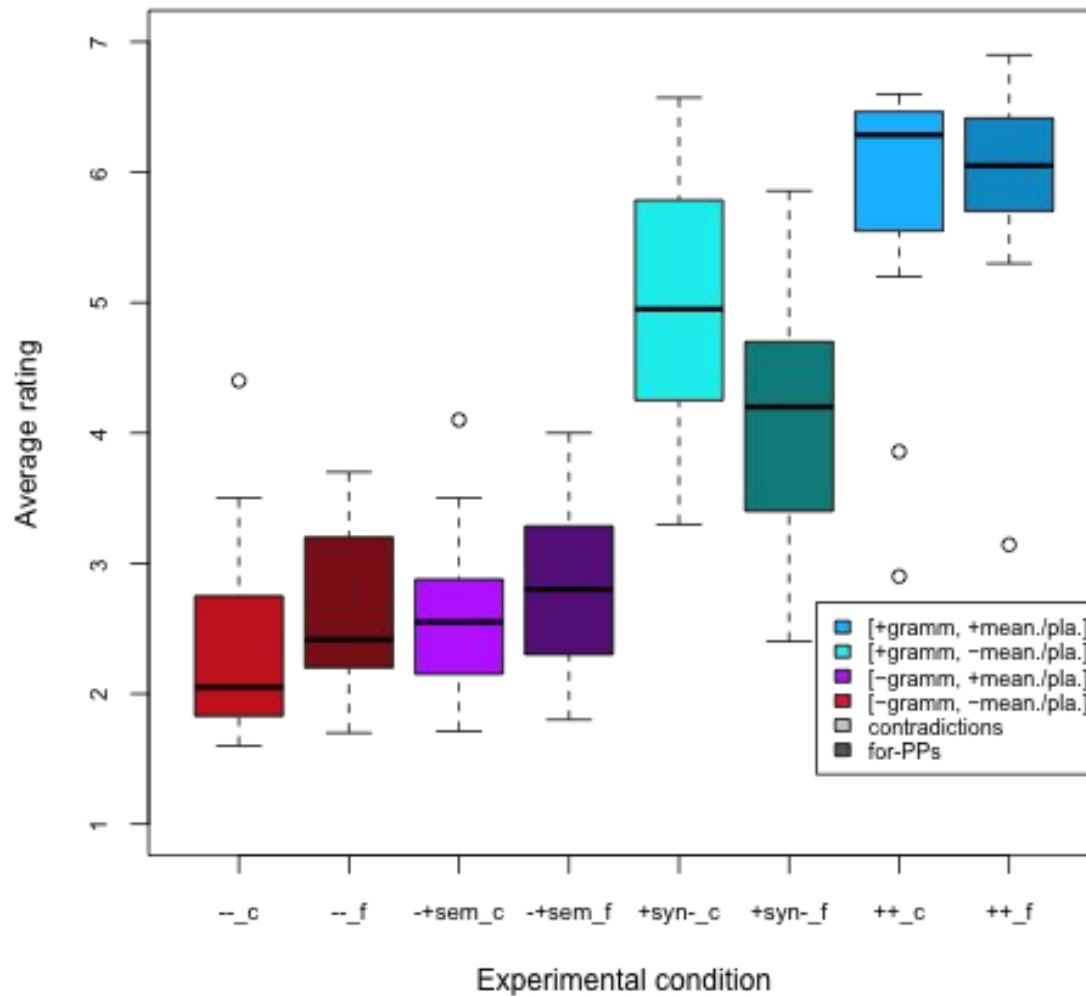 7
6
5
4
3
2
1
Average rating
[+gramm, +mean./pla.]
[+gramm, −mean./pla.]
[−gramm, +mean./pla.]
[−gramm, −mean./pla.]
contradictions
for-PPs
--_c --_f -+sem_c -+sem_f +syn-_c +syn-_f ++_c ++_f
Experimental condition